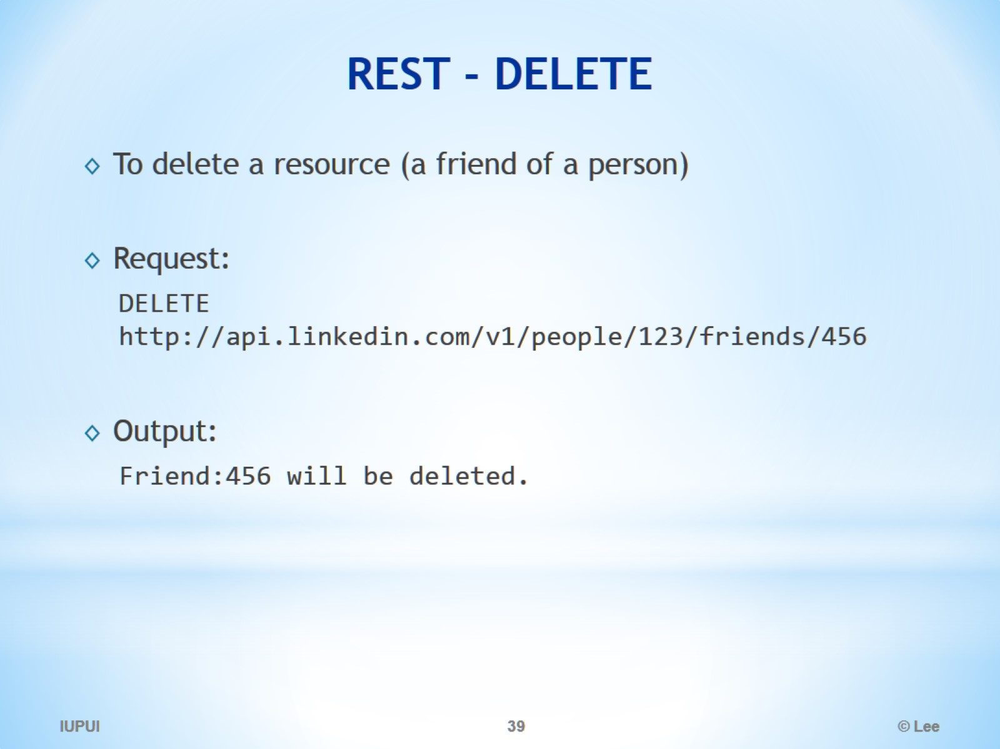 REST - DELETE
◇ To delete a resource (a friend of a person)
◇ Request:
DELETE
http://api.linkedin.com/v1/people/123/friends/456
◇ Output:
Friend:456 will be deleted.
IUPUI 39 © Lee